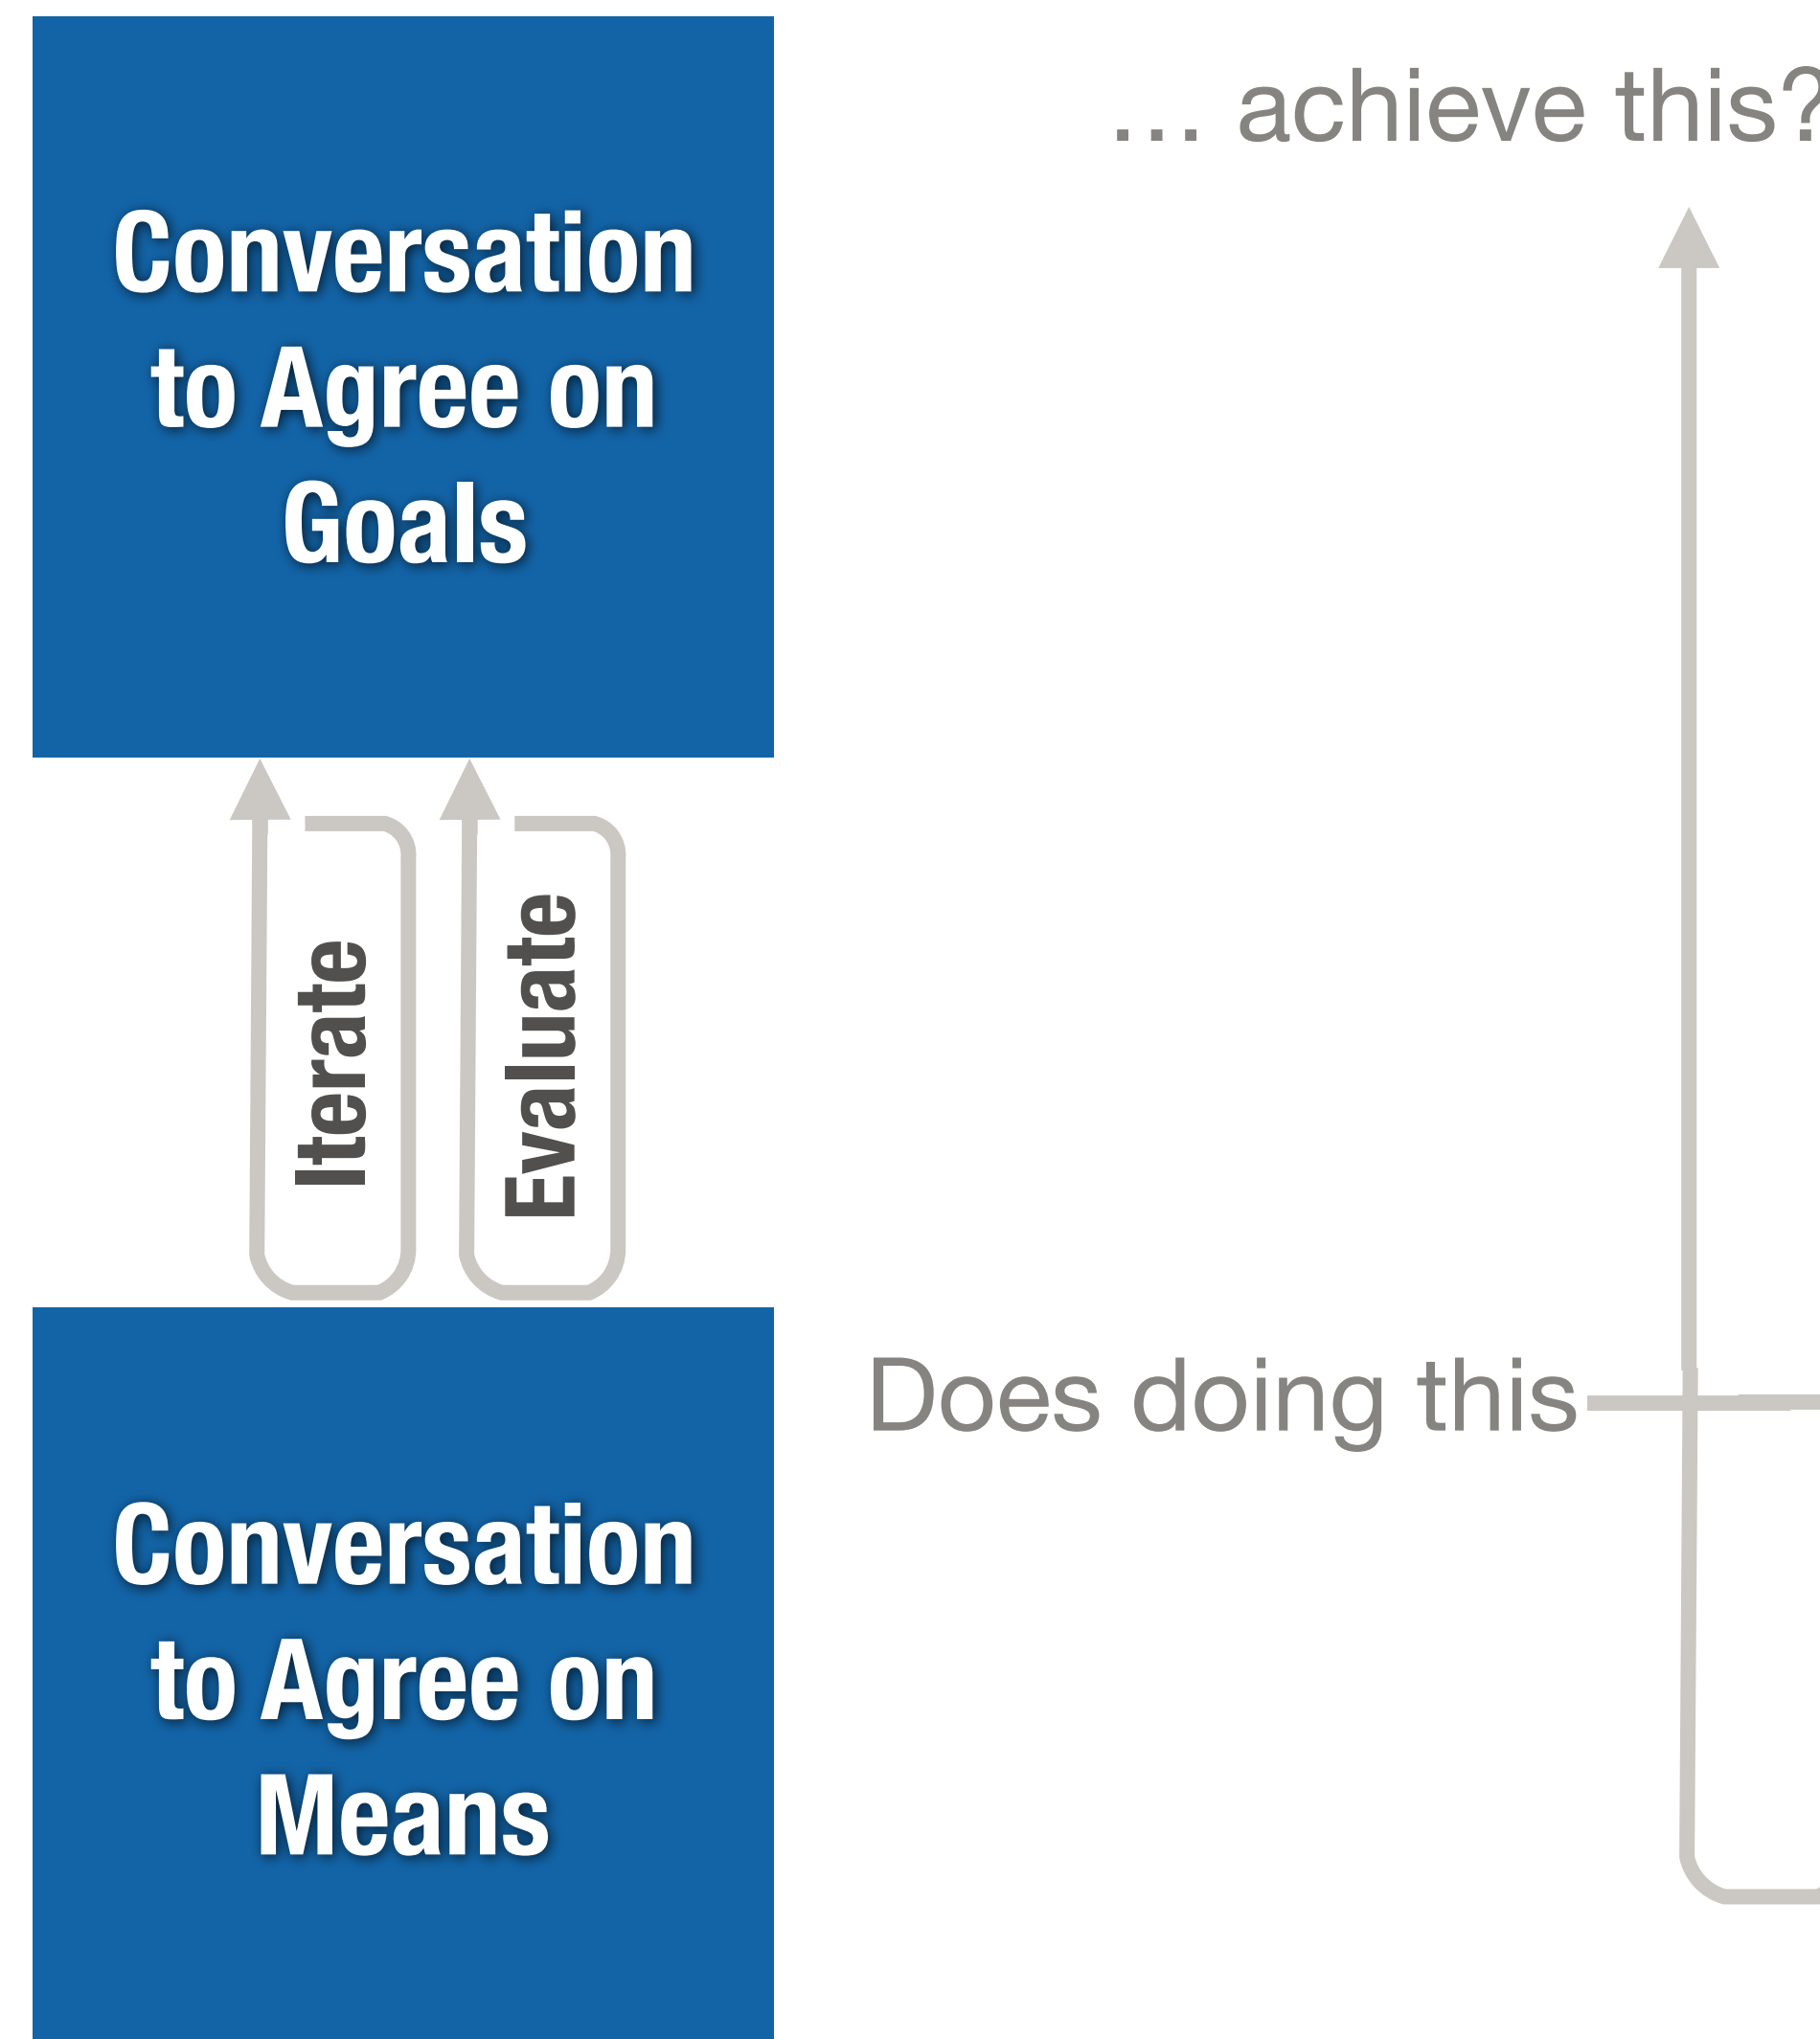 Conversation
to Agree on
Goals
… achieve this?
Iterate
Evaluate
Does doing this
Conversation
to Agree on
Means